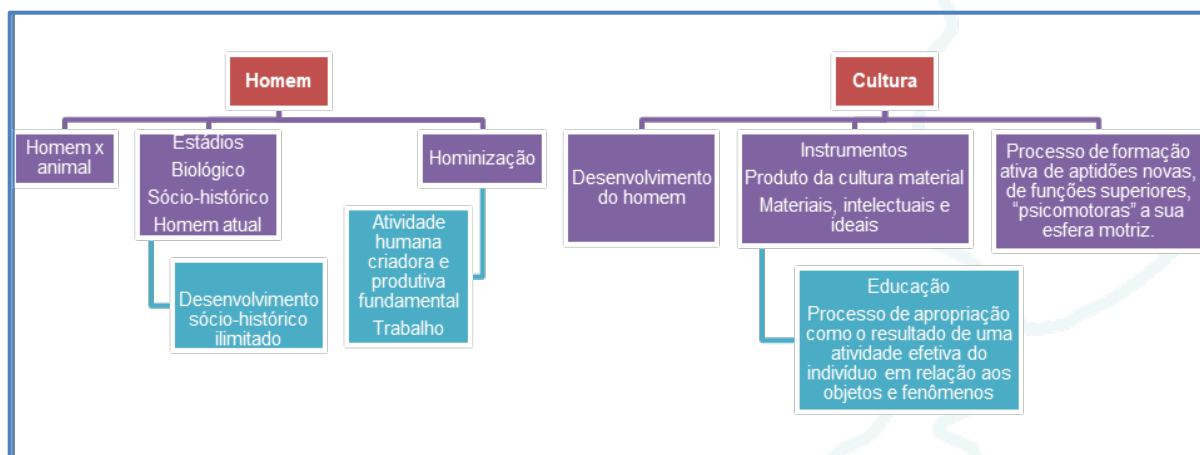 Homem
Homem x
animal
Estádios
Biológico
Sócio-histórico
Homem atual
Hominização
Desenvolvimento
sócio-histórico
ilimitado
Atividade
humana
criadora e
produtiva
fundamental
Trabalho
Cultura
Desenvolvimento
do homem
Instrumentos
Produto da cultura material
Materiais, intelectuais e
ideais
Processo de formação
ativa de aptidões novas,
de funções superiores,
“psicomotoras” a sua
esfera motriz.
Educação
Processo de apropriação
como o resultado de uma
atividade efetiva do
indivíduo em relação aos
objetos e fenômenos